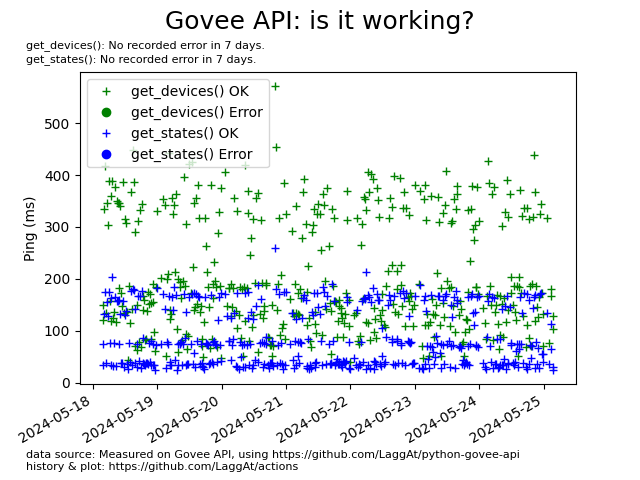 Govee API: is it working?
get_devices(): No recorded error in 7 days.
get_states(): No recorded error in 7 days.
get_devices() OK
get_devices() Error
get_states() OK
get_states() Error
Ping (ms)
500
400
300
200
100
0
2024-05-18
2024-05-19
2024-05-20
2024-05-21
2024-05-22
2024-05-23
2024-05-24
2024-05-25
data source: Measured on Govee API, using https://github.com/LaggAt/python-govee-api
history & plot: https://github.com/LaggAt/actions